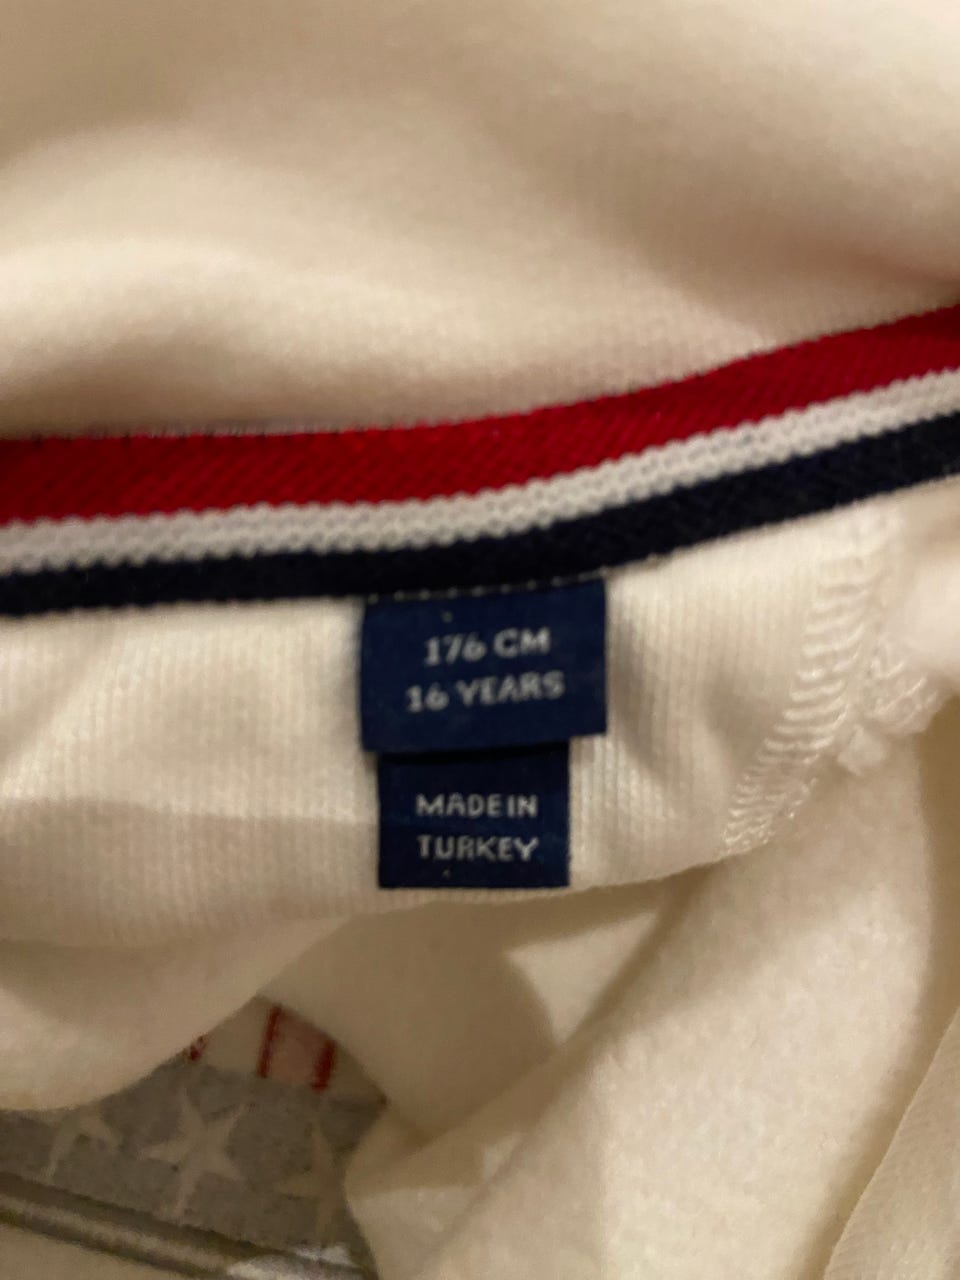 176 CM
16 YEARS
MADE IN
TURKEY